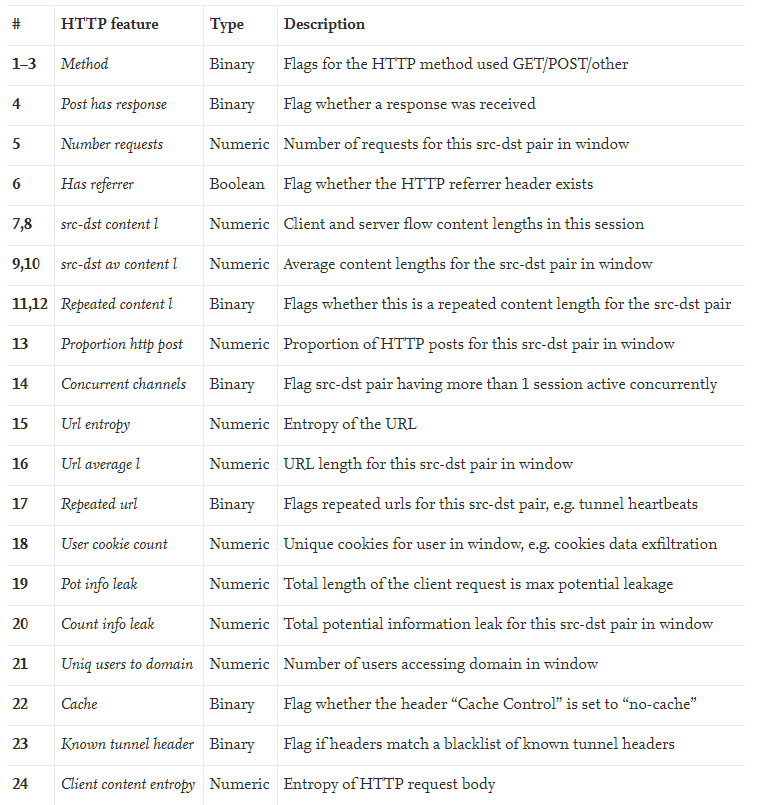 # HTTP feature Type Description
1–3 Method Binary Flags for the HTTP method used GET/POST/other
4 Post has response Binary Flag whether a response was received
5 Number requests Numeric Number of requests for this src-dst pair in window
6 Has referrer Boolean Flag whether the HTTP referrer header exists
7,8 src-dst content l Numeric Client and server flow content lengths in this session
9,10 src-dst av content l Numeric Average content lengths for the src-dst pair in window
11,12 Repeated content l Binary Flags whether this is a repeated content length for the src-dst pair
13 Proportion http post Numeric Proportion of HTTP posts for this src-dst pair in window
14 Concurrent channels Binary Flag src-dst pair having more than 1 session active concurrently
15 Url entropy Numeric Entropy of the URL
16 Url average l Numeric URL length for this src-dst pair in window
17 Repeated url Binary Flags repeated urls for this src-dst pair, e.g. tunnel heartbeats
18 User cookie count Numeric Unique cookies for user in window, e.g. cookies data exfiltration
19 Pot info leak Numeric Total length of the client request is max potential leakage
20 Count info leak Numeric Total potential information leak for this src-dst pair in window
21 Uniq users to domain Numeric Number of users accessing domain in window
22 Cache Binary Flag whether the header “Cache Control” is set to “no-cache”
23 Known tunnel header Binary Flag if headers match a blacklist of known tunnel headers
24 Client content entropy Numeric Entropy of HTTP request body